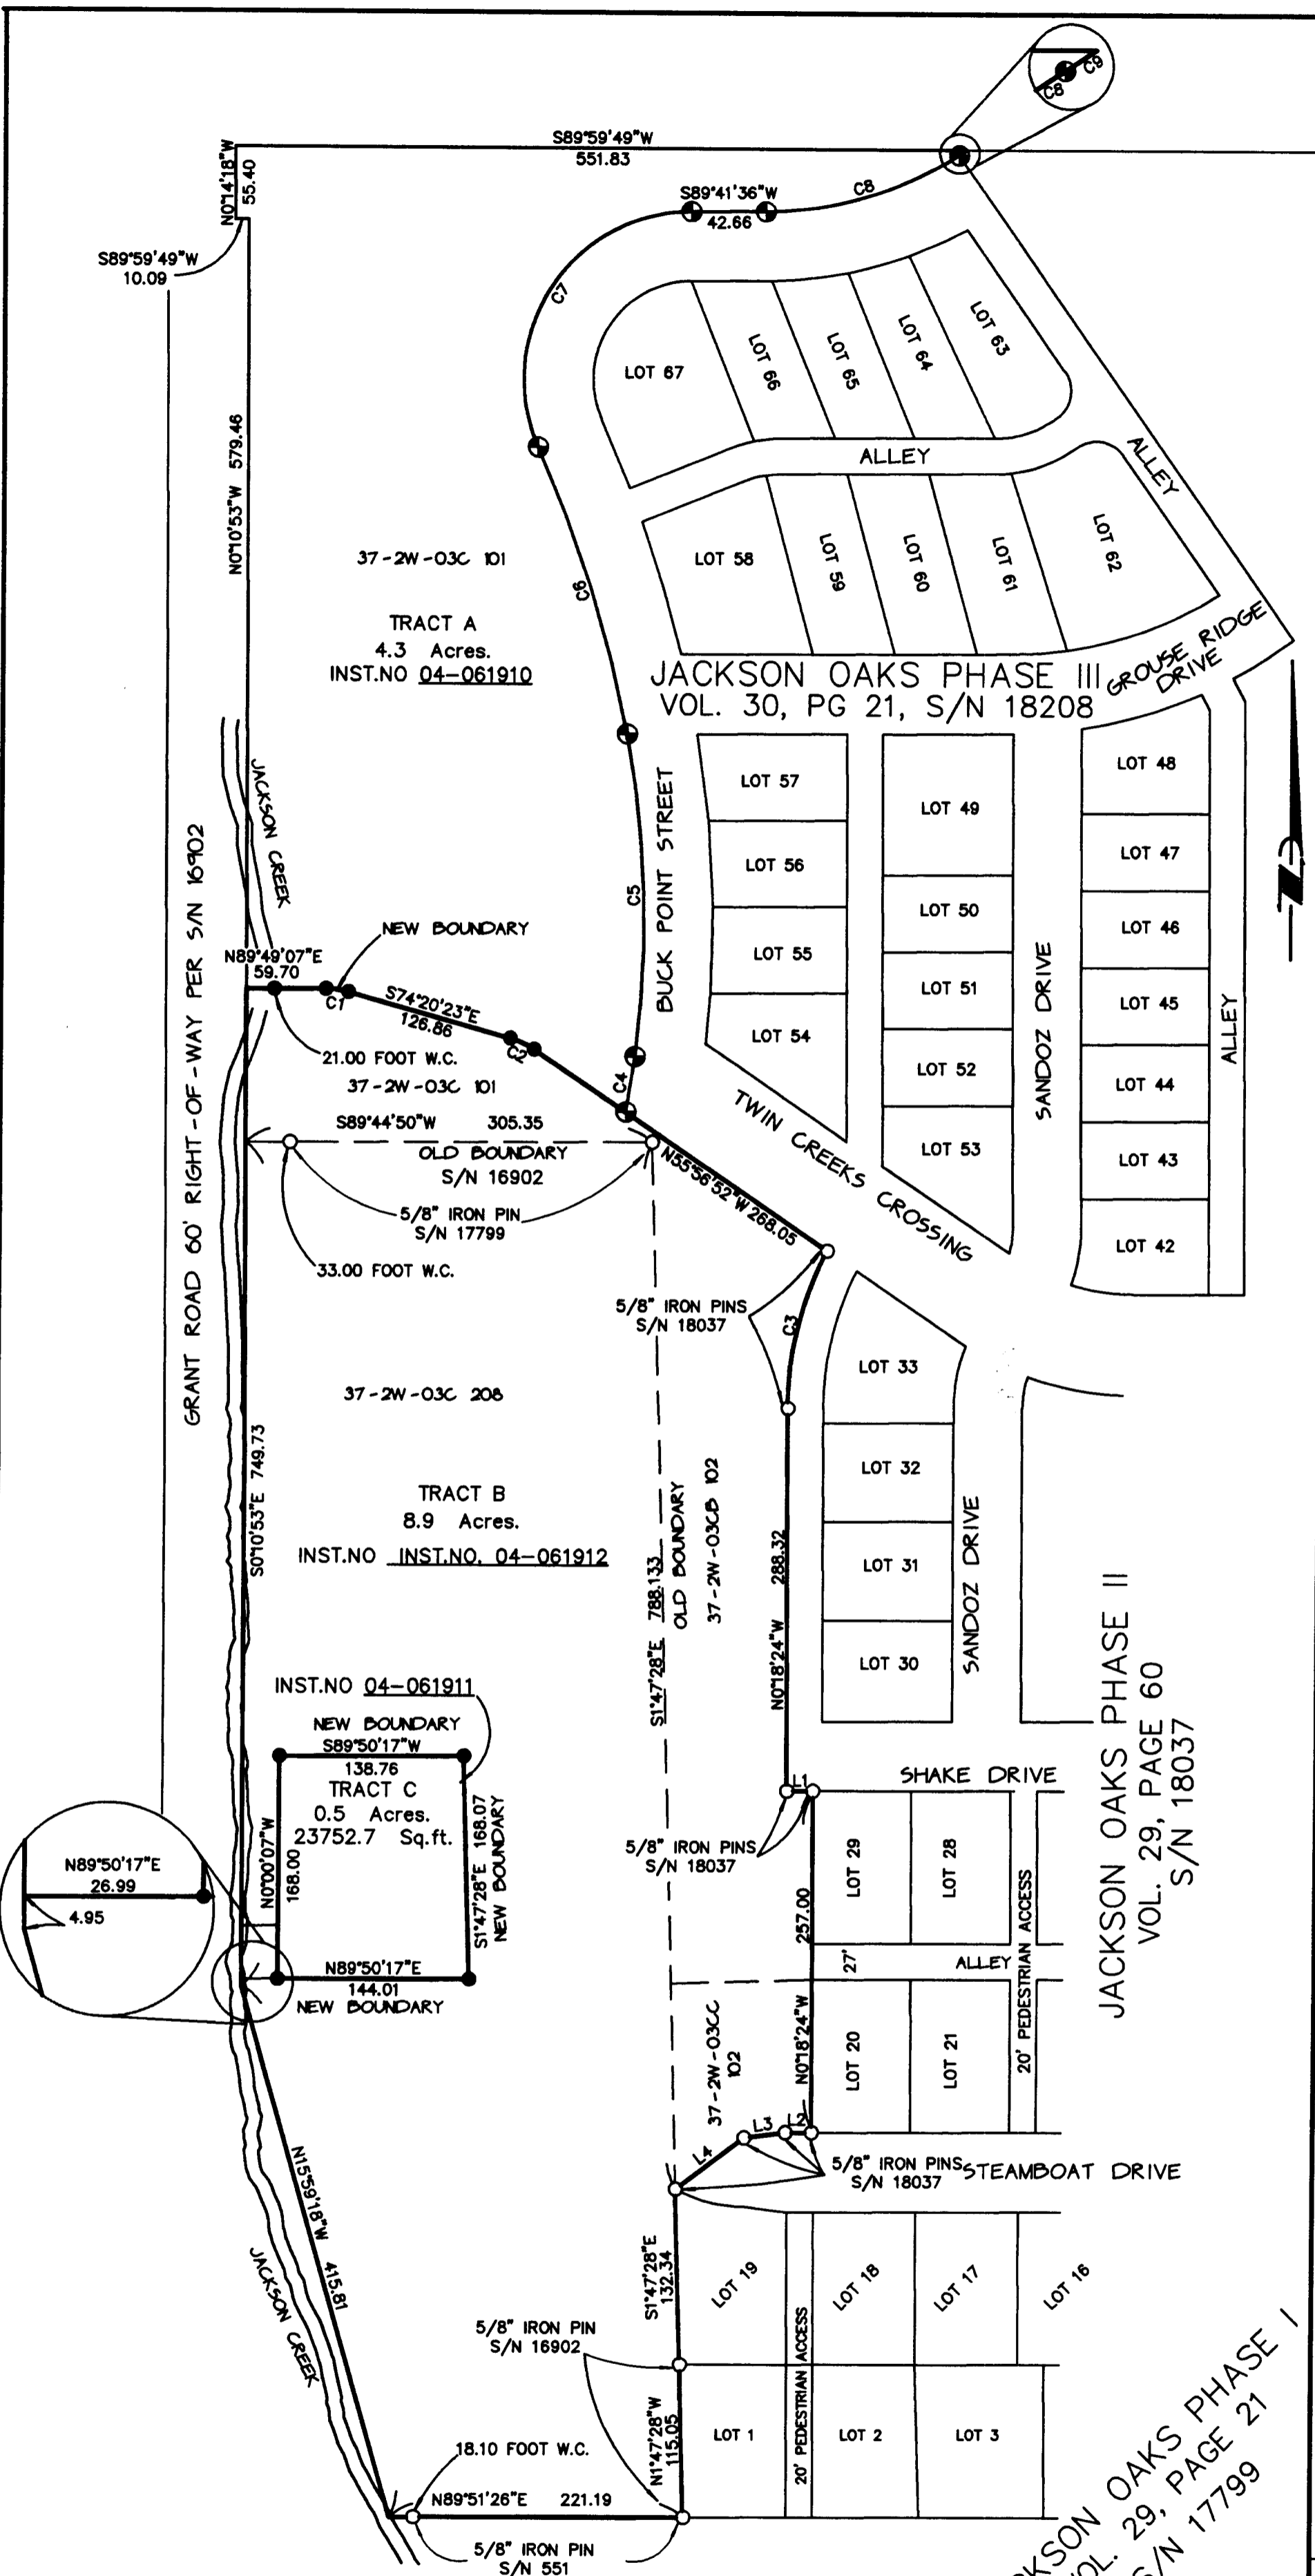 C8 C9
S89°59'49"W
551.83
N0°14'18"W
55.40
S89°41'36"W
42.66
C8
S89°59'49"W
10.09
C7
LOT 67
LOT 66
LOT 65
LOT 64
LOT 63
ALLEY
ALLEY
N0°10'53"W 579.46
37-2W-03C 101
TRACT A
4.3 Acres.
INST.NO 04-061910
C6
LOT 58
LOT 59
LOT 60
LOT 61
LOT 62
GROUSE RIDGE
DRIVE
JACKSON OAKS PHASE III
VOL. 30, PG 21, S/N 18208
JACKSON CREEK
GRANT ROAD 60' RIGHT-OF-WAY PER S/N 16902
BUCK POINT STREET
LOT 57
LOT 56
LOT 55
LOT 54
LOT 49
LOT 50
LOT 51
LOT 52
LOT 53
SANDOZ DRIVE
LOT 48
LOT 47
LOT 46
LOT 45
LOT 44
LOT 43
LOT 42
ALLEY
N
C5
NEW BOUNDARY
N89°49'07"E
59.70
C1
S74°20'23"E
126.86
C2
21.00 FOOT W.C.
37-2W-03C 101
C4
S89°44'50"W 305.35
OLD BOUNDARY
S/N 16902
5/8" IRON PIN
S/N 17799
33.00 FOOT W.C.
N55°56'52"W 268.05
TWIN CREEKS CROSSING
5/8" IRON PINS
S/N 18037
C3
LOT 33
LOT 32
LOT 31
LOT 30
SANDOZ DRIVE
37-2W-03C 208
S0°10'53"E 749.73
TRACT B
8.9 Acres.
INST.NO INST.NO. 04-061912
S1°47'28"E 788.133
OLD BOUNDARY
37-2W-03CB 102
N0°18'24"W 288.32
JACKSON OAKS PHASE II
VOL. 29, PAGE 60
S/N 18037
INST.NO 04-061911
NEW BOUNDARY
S89°50'17"W
138.76
TRACT C
0.5 Acres.
23752.7 Sq.ft.
N0°00'07"W
168.00
S1°47'28"E 168.07
NEW BOUNDARY
N89°50'17"E
144.01
NEW BOUNDARY
N89°50'17"E
26.99
4.95
L1
SHAKE DRIVE
5/8" IRON PINS
S/N 18037
LOT 29
LOT 28
N0°18'24"W 257.00
27'
ALLEY
20' PEDESTRIAN ACCESS
LOT 20
LOT 21
37-2W-03CC
102
L4
L3
L2
5/8" IRON PINS
S/N 18037
STEAMBOAT DRIVE
N15°59'18"W 415.81
JACKSON CREEK
S1°47'28"E
132.34
LOT 19
LOT 18
LOT 17
LOT 16
20' PEDESTRIAN ACCESS
5/8" IRON PIN
S/N 16902
N1°47'28"W
115.05
LOT 1
LOT 2
LOT 3
18.10 FOOT W.C.
N89°51'26"E 221.19
5/8" IRON PIN
S/N 551
KSON OAKS PHASE I
OL. 29, PAGE 21
S/N 17799